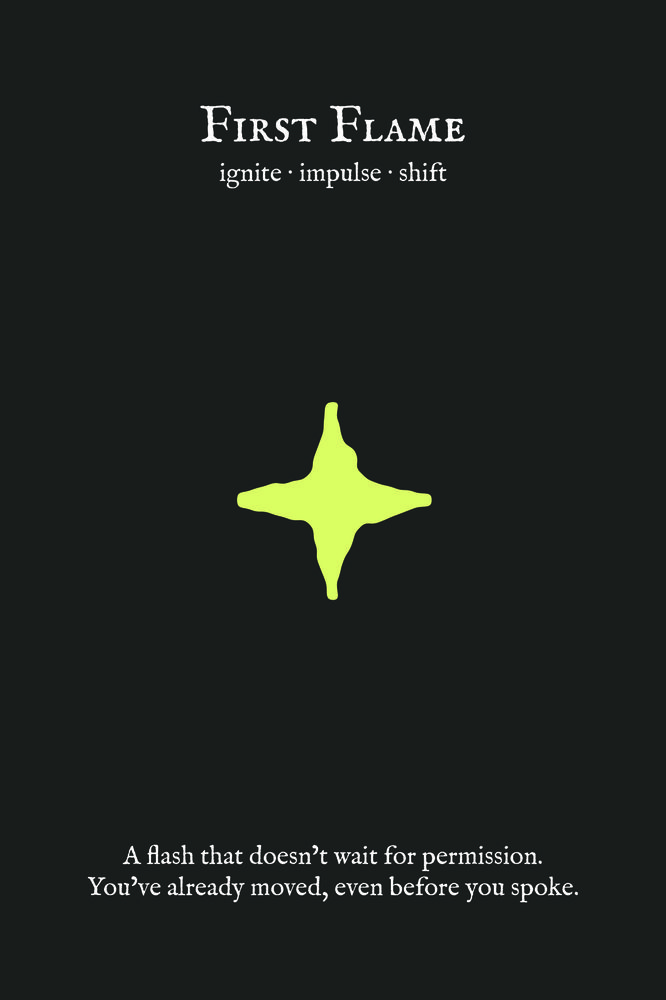 First Flame
ignite · impulse · shift
A flash that doesn’t wait for permission.
You’ve already moved, even before you spoke.